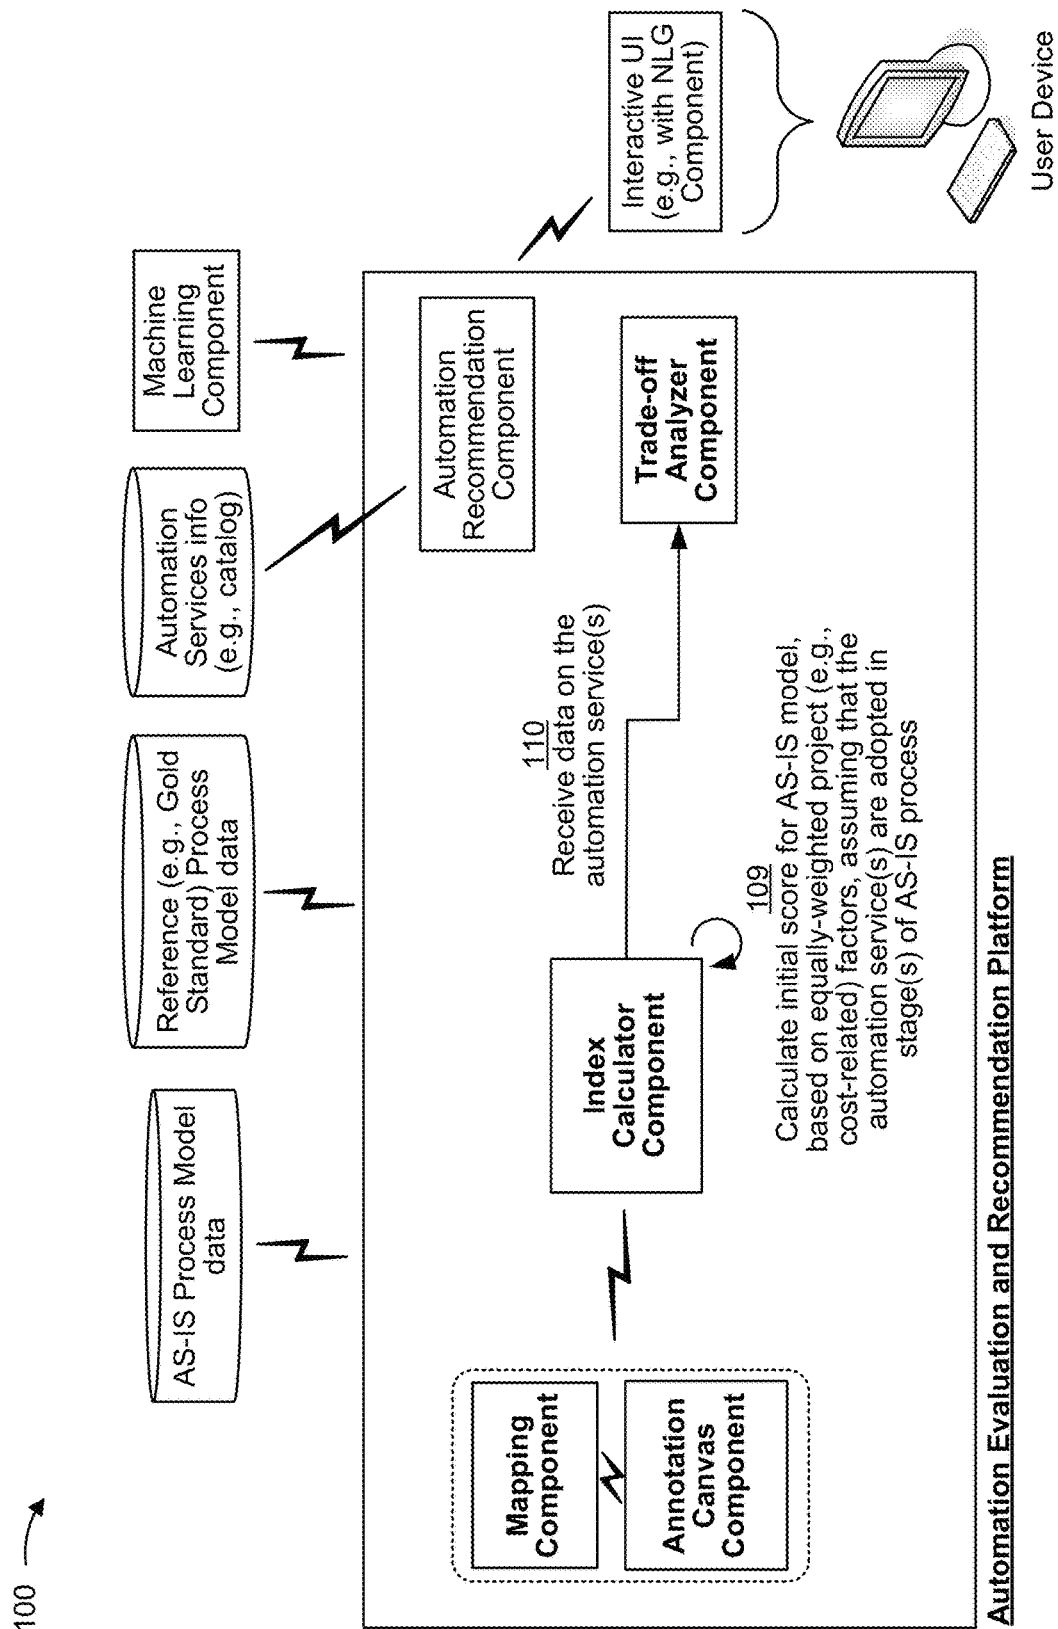 100
AS-IS Process Model
data
Reference (e.g., Gold
Standard) Process
Model data
Automation
Services info
(e.g., catalog)
Machine
Learning
Component
Interactive UI
(e.g., with NLG
Component)
User Device
Automation
Recommendation
Component
Mapping
Component
Annotation
Canvas
Component
Index
Calculator
Component
110
Receive data on the
automation service(s)
Trade-off
Analyzer
Component
109
Calculate initial score for AS-IS model,
based on equally-weighted project (e.g.,
cost-related) factors, assuming that the
automation service(s) are adopted in
stage(s) of AS-IS process
Automation Evaluation and Recommendation Platform